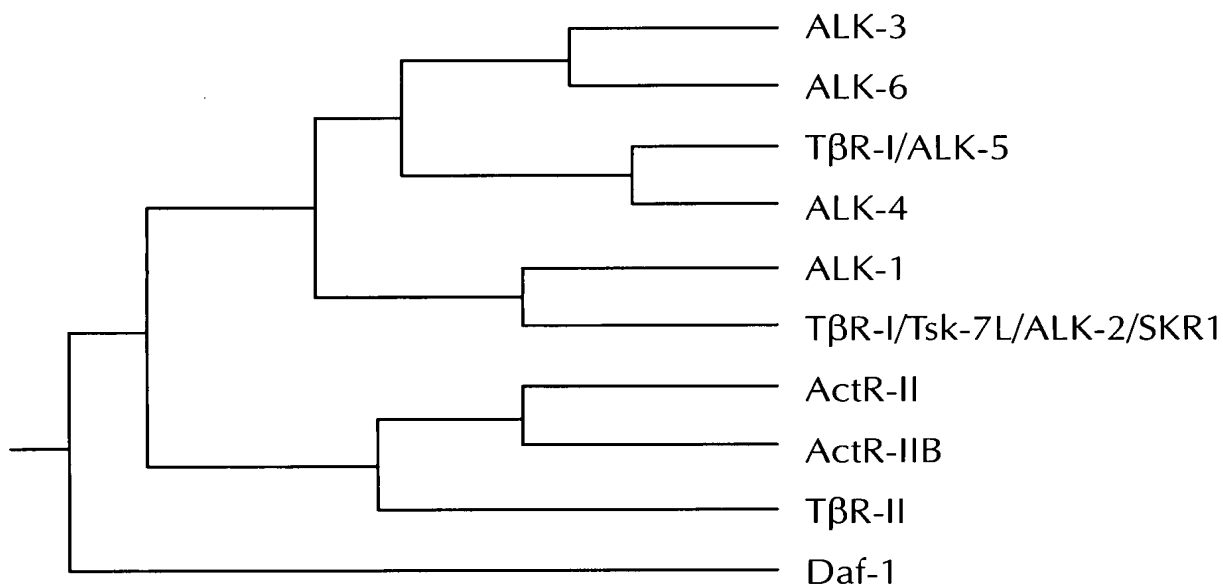 ALK-3
ALK-6
TβR-I/ALK-5
ALK-4
ALK-1
TβR-I/Tsk-7L/ALK-2/SKR1
ActR-II
ActR-IIB
TβR-II
Daf-1